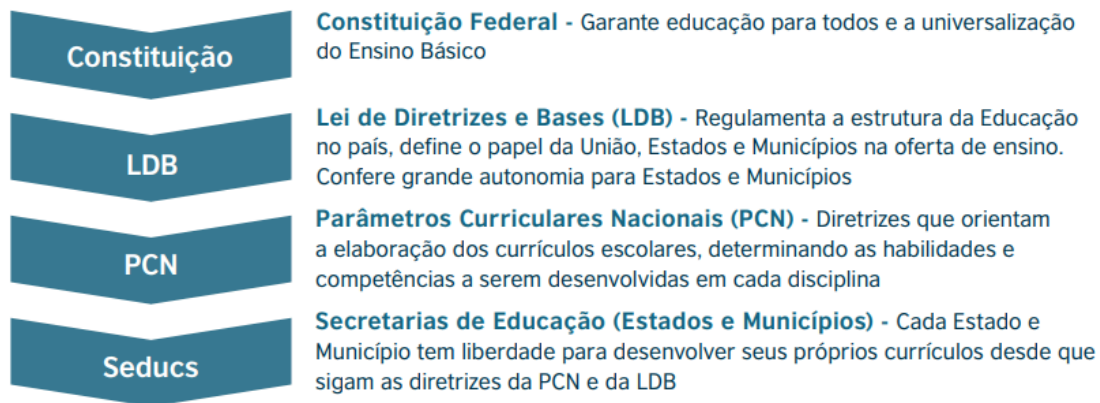 Constituição
Constituição Federal - Garante educação para todos e a universalização
do Ensino Básico
LDB
Lei de Diretrizes e Bases (LDB) - Regulamenta a estrutura da Educação
no país, define o papel da União, Estados e Municípios na oferta de ensino.
Confere grande autonomia para Estados e Municípios
PCN
Parâmetros Curriculares Nacionais (PCN) - Diretrizes que orientam
a elaboração dos currículos escolares, determinando as habilidades e
competências a serem desenvolvidas em cada disciplina
Seducs
Secretarias de Educação (Estados e Municípios) - Cada Estado e
Município tem liberdade para desenvolver seus próprios currículos desde que
sigam as diretrizes da PCN e da LDB